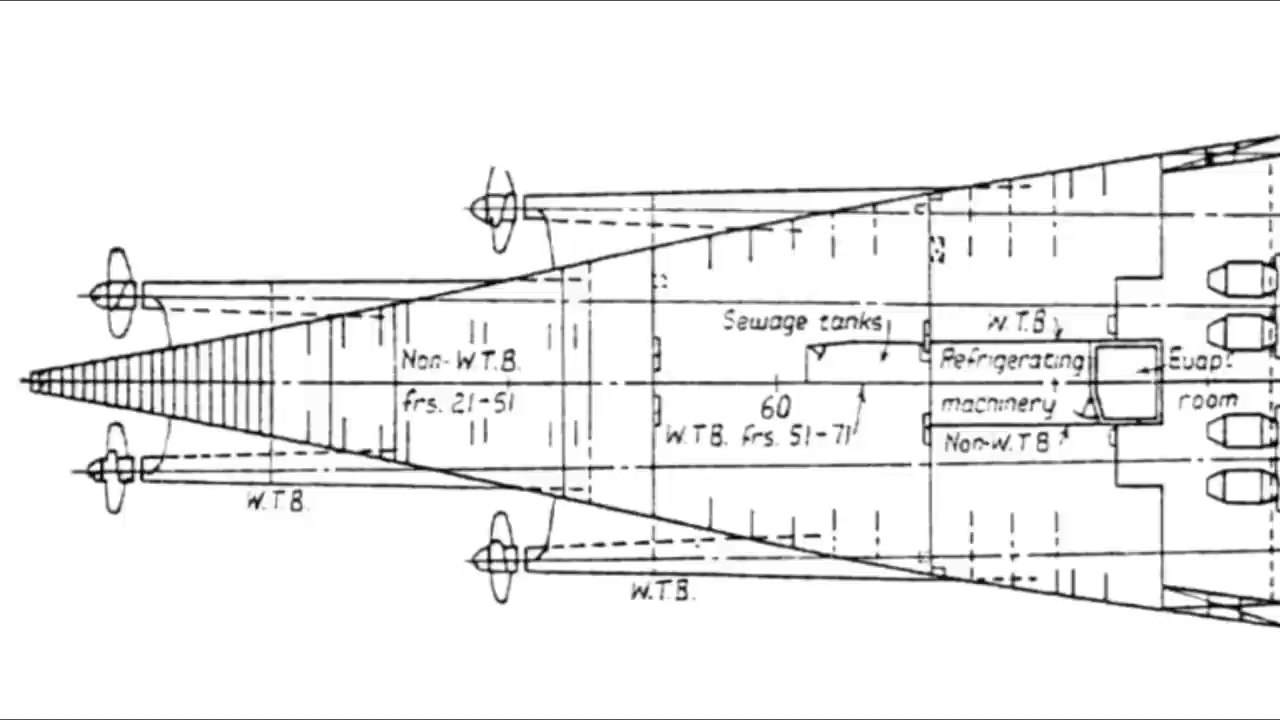 Sewage tanks
W.T.B.
Non-W.T.B.
frs. 21-51
Refrigerating
machinery
Evap.
room
60
W.T.B. frs. 51-71
Non-W.T.B
W.T.B.
W.T.B.